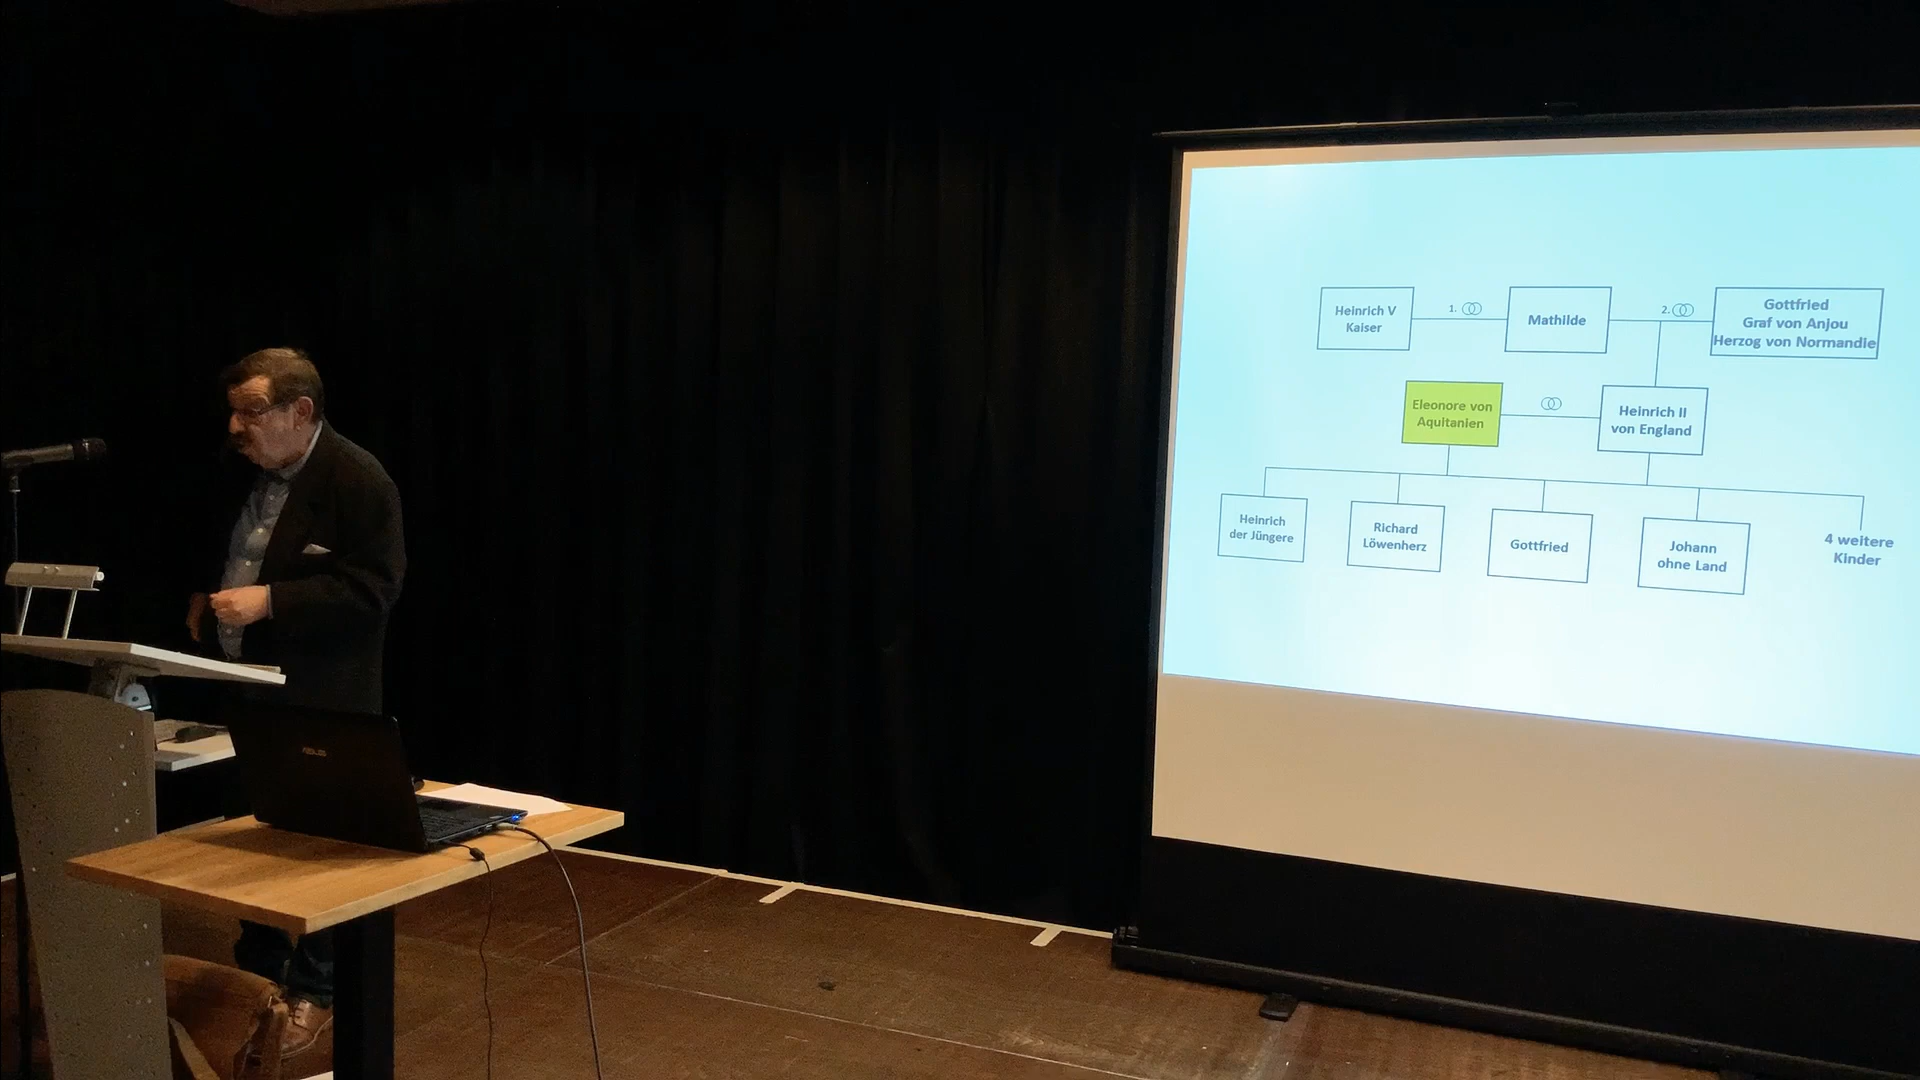 Heinrich V
Kaiser
1.
Mathilde
2.
Gottfried
Graf von Anjou
Herzog von Normandie
Eleonore von
Aquitanien
Heinrich II
von England
Heinrich
der Jüngere
Richard
Löwenherz
Gottfried
Johann
ohne Land
4 weitere
Kinder
ASUS